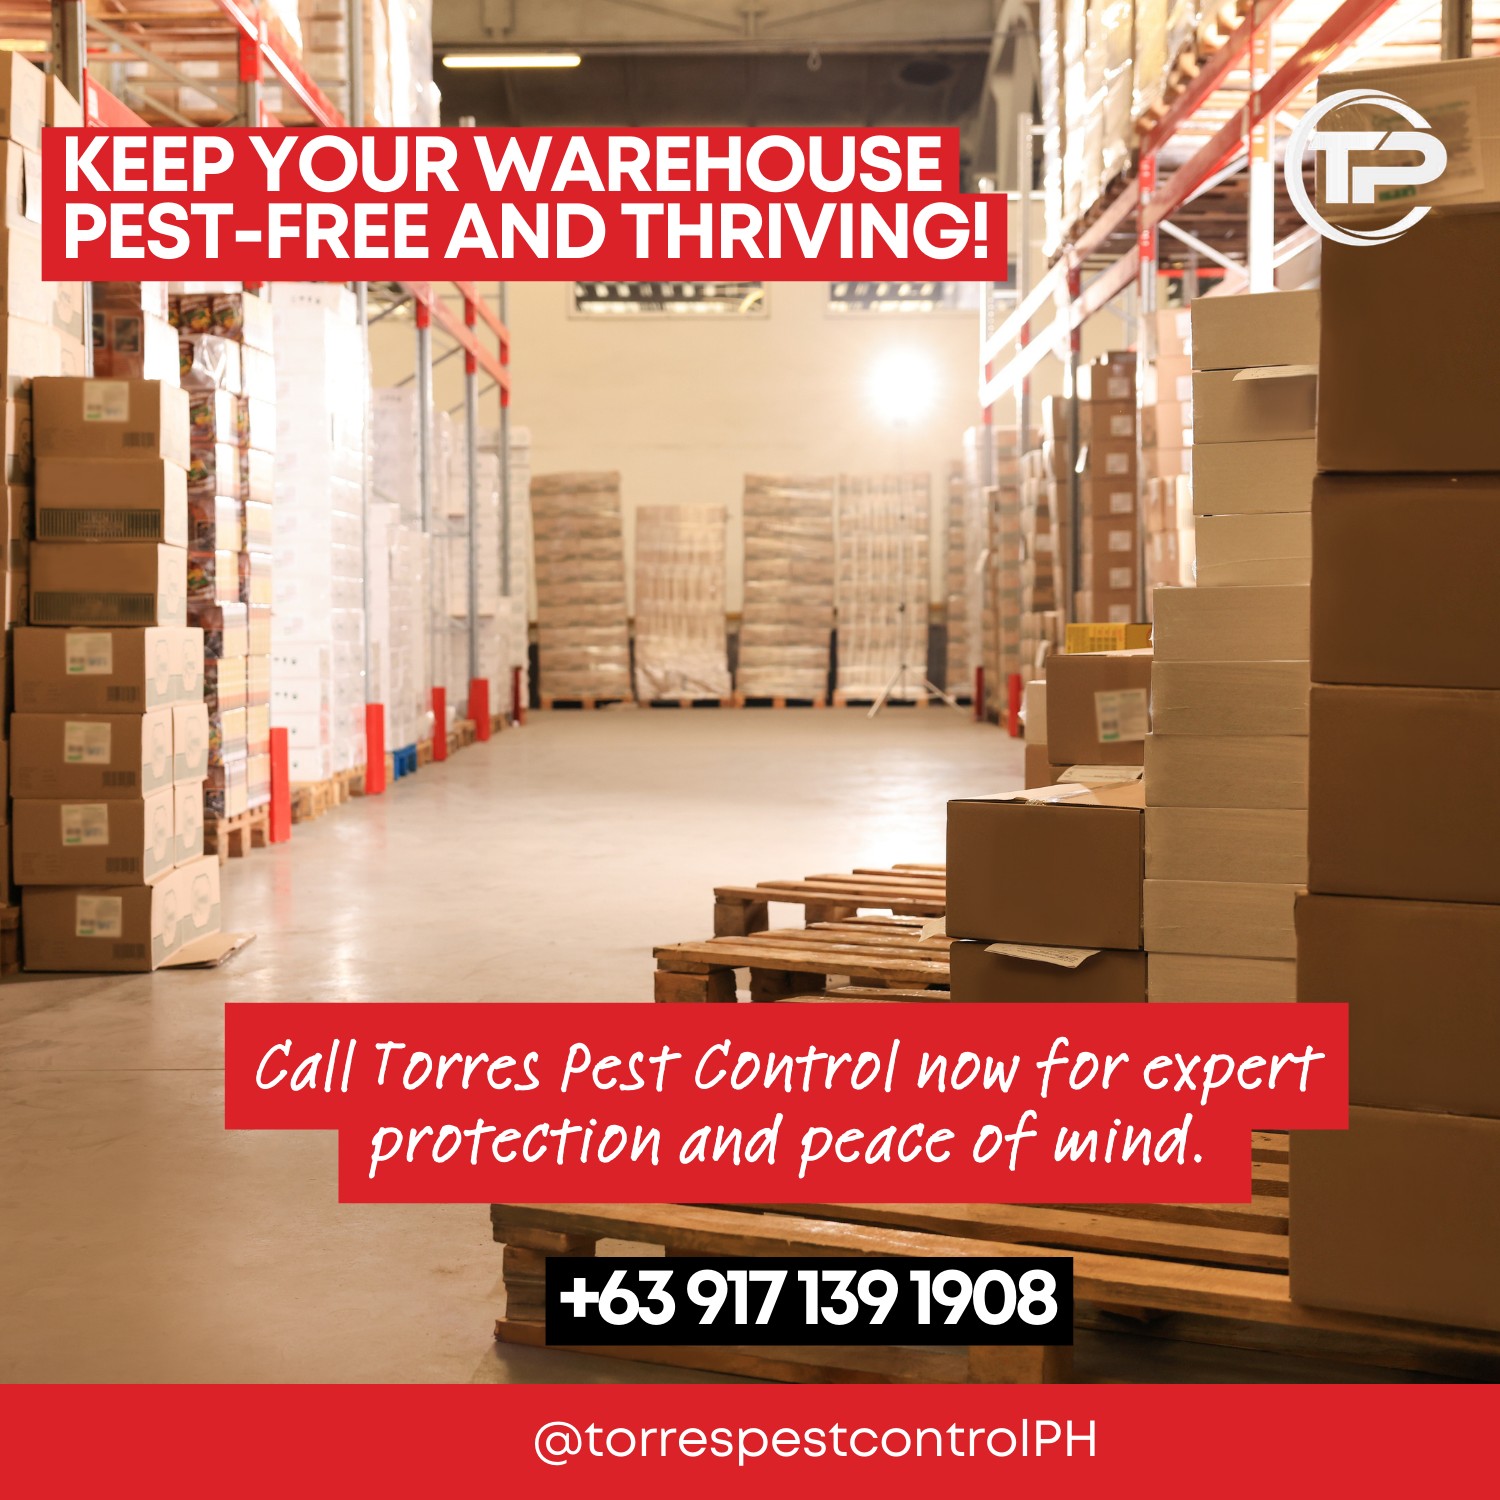 KEEP YOUR WAREHOUSE
PEST-FREE AND THRIVING!
TP
Call Torres Pest Control now for expert
protection and peace of mind.
+63 917 139 1908
@torrespestcontrolPH